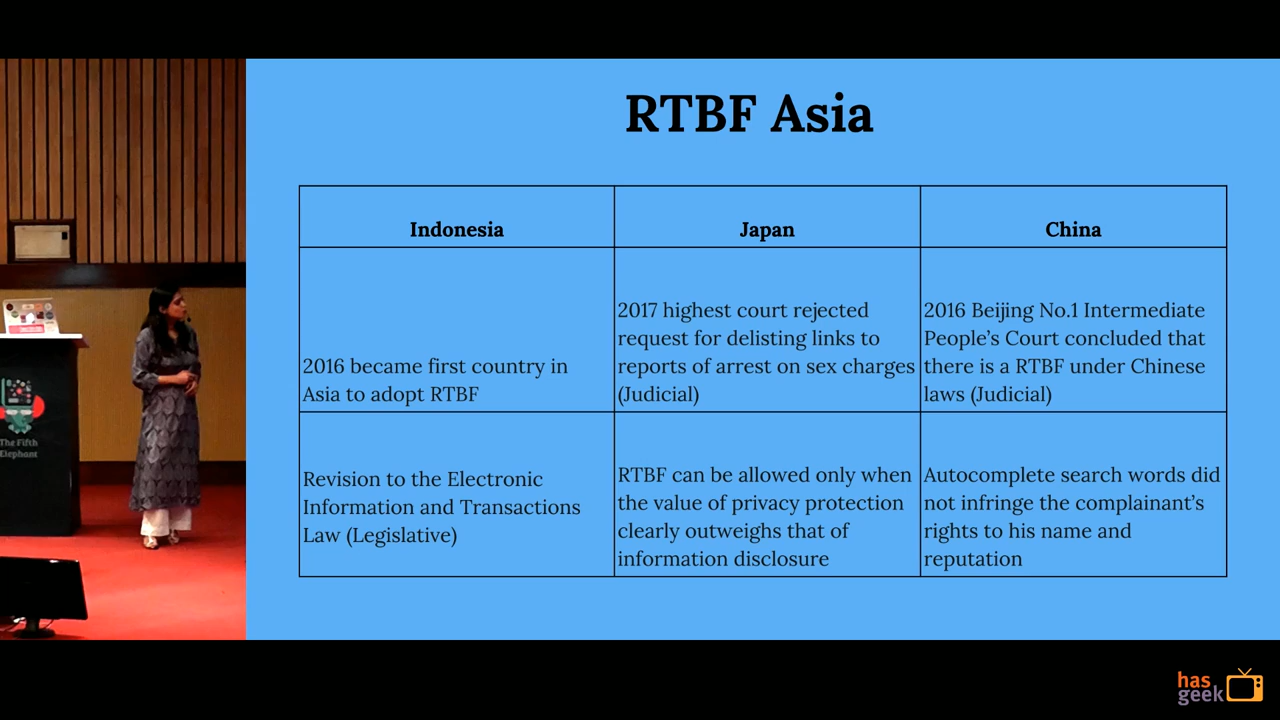 RTBF Asia
Indonesia
Japan
China
2016 became first country in
Asia to adopt RTBF
2017 highest court rejected
request for delisting links to
reports of arrest on sex charges
(Judicial)
2016 Beijing No.1 Intermediate
People's Court concluded that
there is a RTBF under Chinese
laws (Judicial)
Revision to the Electronic
Information and Transactions
Law (Legislative)
RTBF can be allowed only when
the value of privacy protection
clearly outweighs that of
information disclosure
Autocomplete search words did
not infringe the complainant's
rights to his name and
reputation
The Fifth
Elephant
has
geek